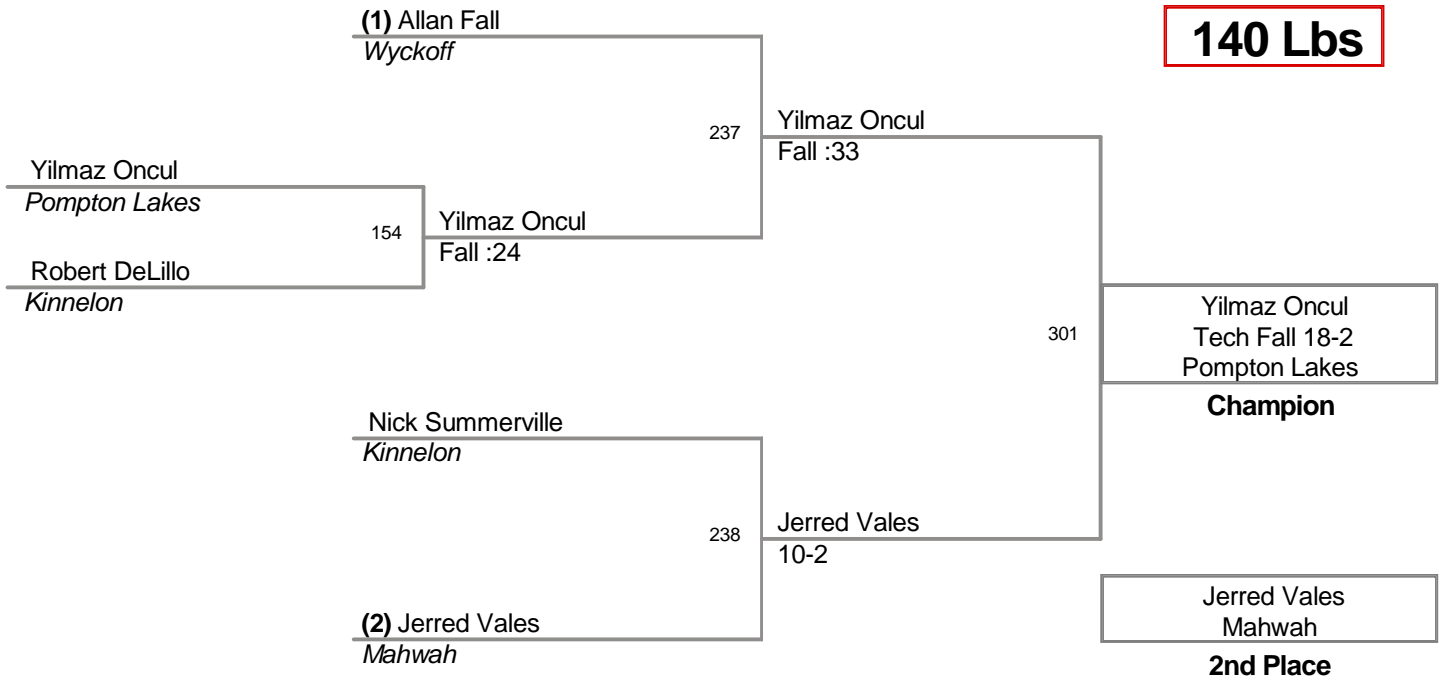 (1) Allan Fall
Wyckoff
140 Lbs
237
Yilmaz Oncul
Fall :33
Yilmaz Oncul
Pompton Lakes
154
Yilmaz Oncul
Fall :24
Robert DeLillo
Kinnelon
301
Yilmaz Oncul
Tech Fall 18-2
Pompton Lakes
Champion
Nick Summerville
Kinnelon
238
Jerred Vales
10-2
(2) Jerred Vales
Mahwah
Jerred Vales
Mahwah
2nd Place